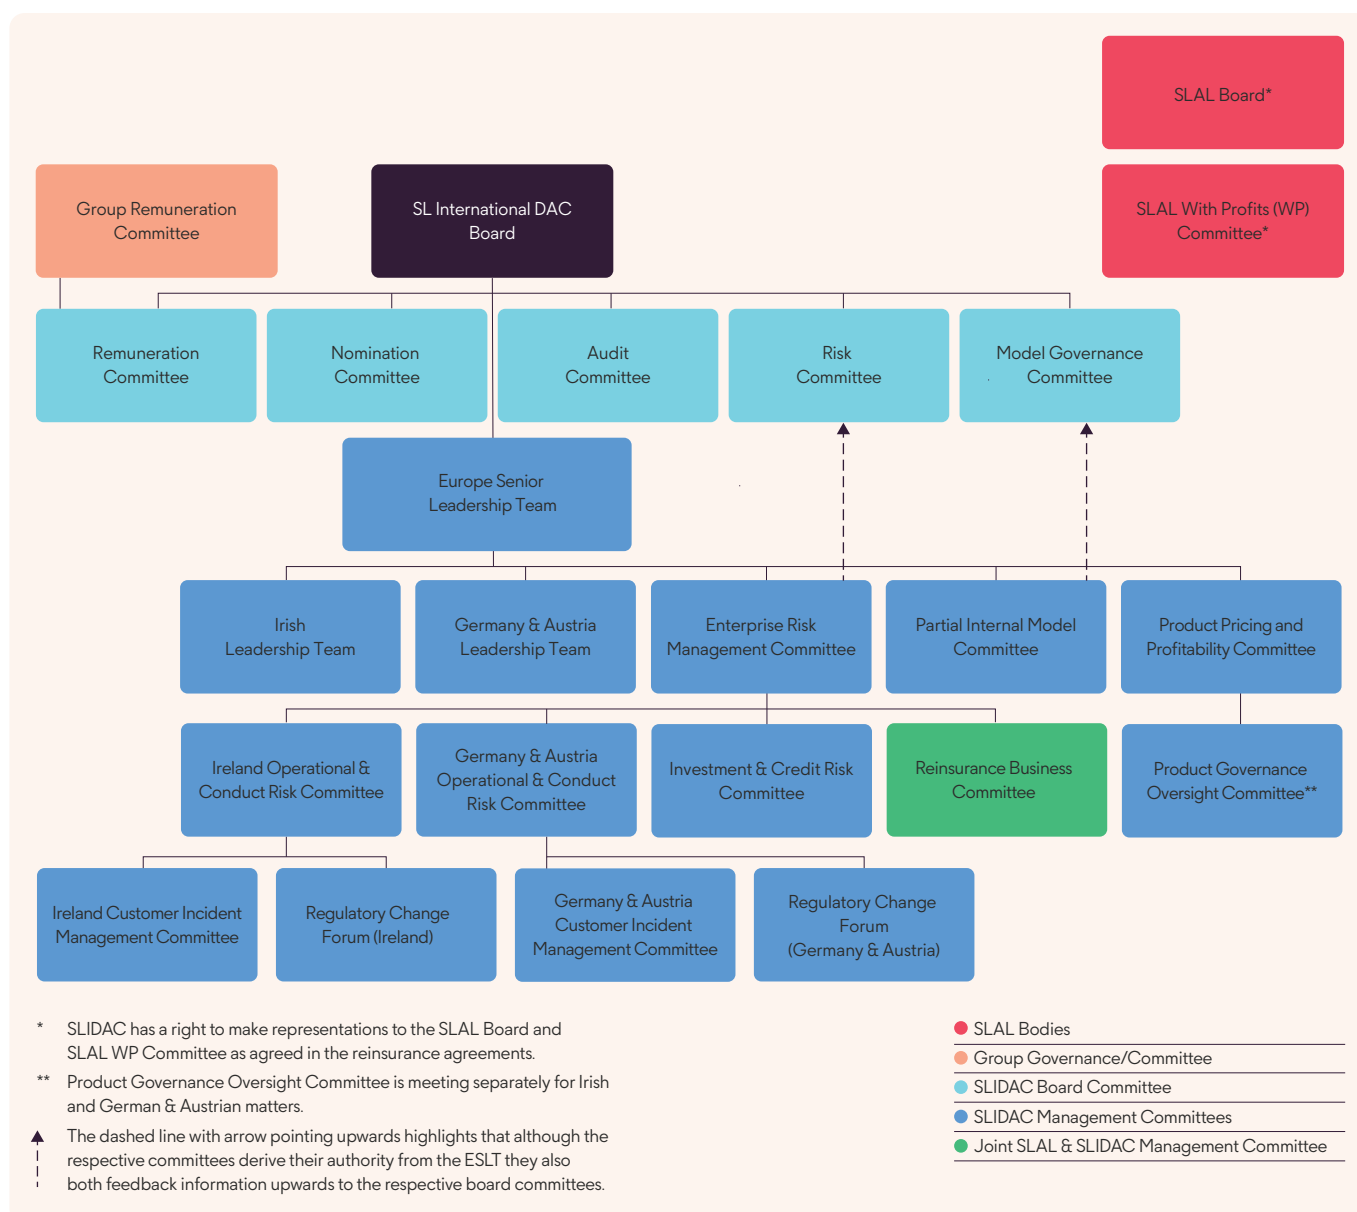 SLAL Board*
Group Remuneration
Committee
SL International DAC
Board
SLAL With Profits (WP)
Committee*
Remuneration
Committee
Nomination
Committee
Audit
Committee
Risk
Committee
Model Governance
Committee
Europe Senior
Leadership Team
Irish
Leadership Team
Germany & Austria
Leadership Team
Enterprise Risk
Management Committee
Partial Internal Model
Committee
Product Pricing and
Profitability Committee
Ireland Operational &
Conduct Risk Committee
Germany & Austria
Operational & Conduct
Risk Committee
Investment & Credit Risk
Committee
Reinsurance Business
Committee
Product Governance
Oversight Committee**
Ireland Customer Incident
Management Committee
Regulatory Change
Forum (Ireland)
Germany & Austria
Customer Incident
Management Committee
Regulatory Change
Forum
(Germany & Austria)
* SLIDAC has a right to make representations to the SLAL Board and
SLAL WP Committee as agreed in the reinsurance agreements.
** Product Governance Oversight Committee is meeting separately for Irish
and German & Austrian matters.
The dashed line with arrow pointing upwards highlights that although the
respective committees derive their authority from the ESLT they also
both feedback information upwards to the respective board committees.
SLAL Bodies
Group Governance/Committee
SLIDAC Board Committee
SLIDAC Management Committees
Joint SLAL & SLIDAC Management Committee